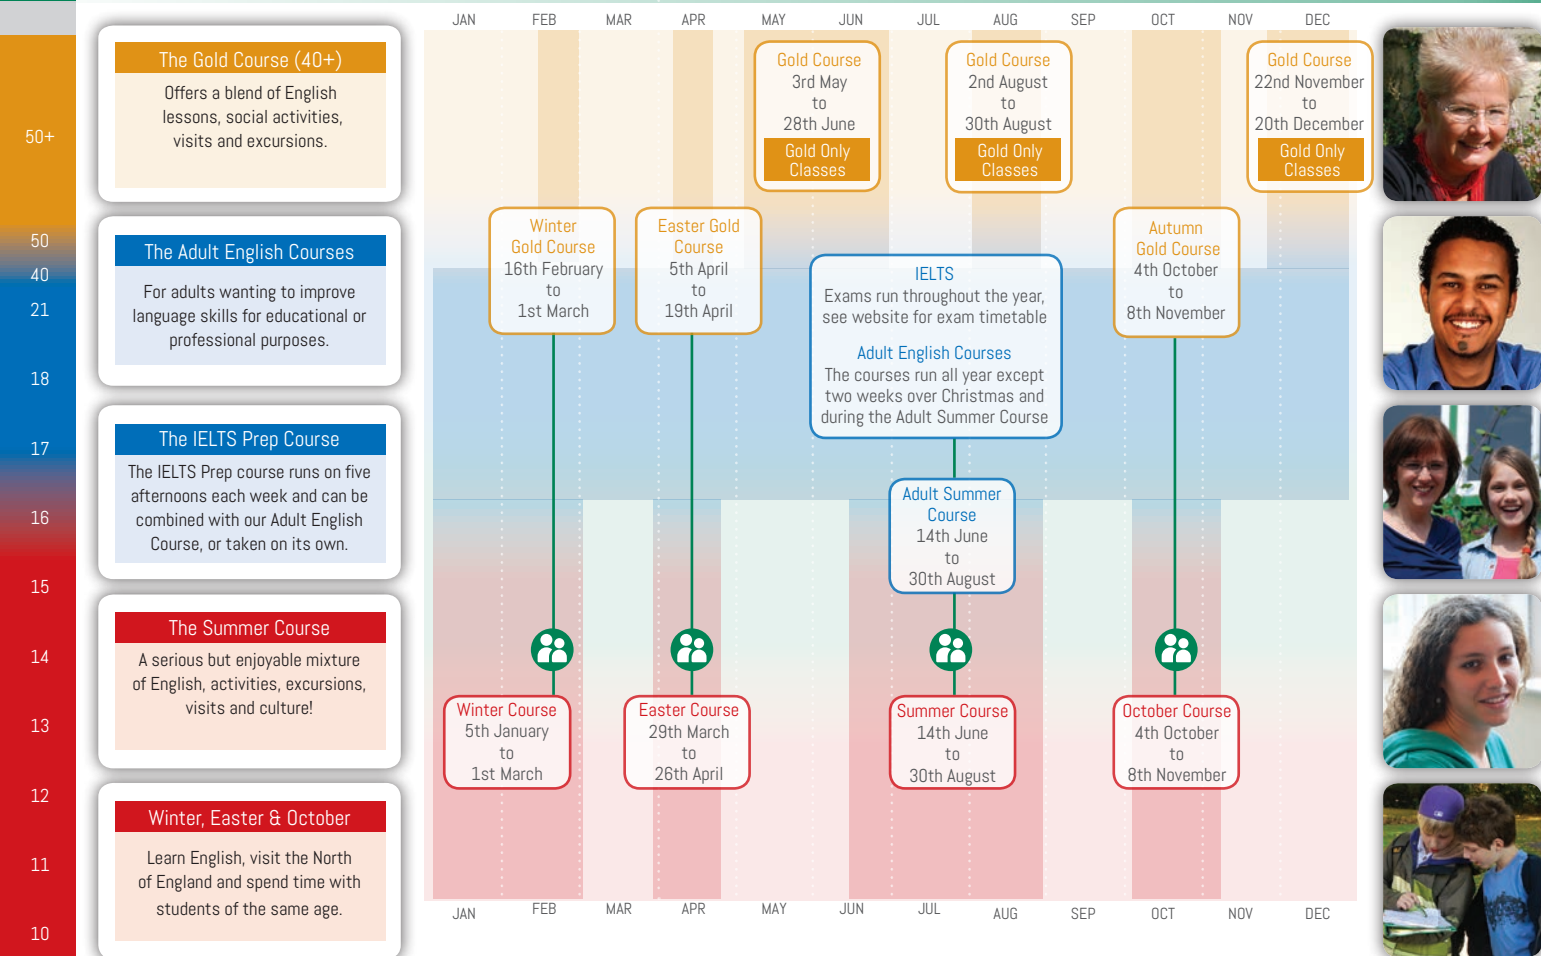 JAN FEB MAR APR MAY JUN JUL AUG SEP OCT NOV DEC
50+
50
40
21
18
17
16
15
14
13
12
11
10
The Gold Course (40+)
Offers a blend of English
lessons, social activities,
visits and excursions.
The Adult English Courses
For adults wanting to improve
language skills for educational or
professional purposes.
The IELTS Prep Course
The IELTS Prep course runs on five
afternoons each week and can be
combined with our Adult English
Course, or taken on its own.
The Summer Course
A serious but enjoyable mixture
of English, activities, excursions,
visits and culture!
Winter, Easter & October
Learn English, visit the North
of England and spend time with
students of the same age.
Gold Course
3rd May
to
28th June
Gold Only
Classes
Gold Course
2nd August
to
30th August
Gold Only
Classes
Gold Course
22nd November
to
20th December
Gold Only
Classes
Winter
Gold Course
16th February
to
1st March
Easter Gold
Course
5th April
to
19th April
IELTS
Exams run throughout the year,
see website for exam timetable
Adult English Courses
The courses run all year except
two weeks over Christmas and
during the Adult Summer Course
Autumn
Gold Course
4th October
to
8th November
Adult Summer
Course
14th June
to
30th August
Winter Course
5th January
to
1st March
Easter Course
29th March
to
26th April
Summer Course
14th June
to
30th August
October Course
4th October
to
8th November
JAN FEB MAR APR MAY JUN JUL AUG SEP OCT NOV DEC